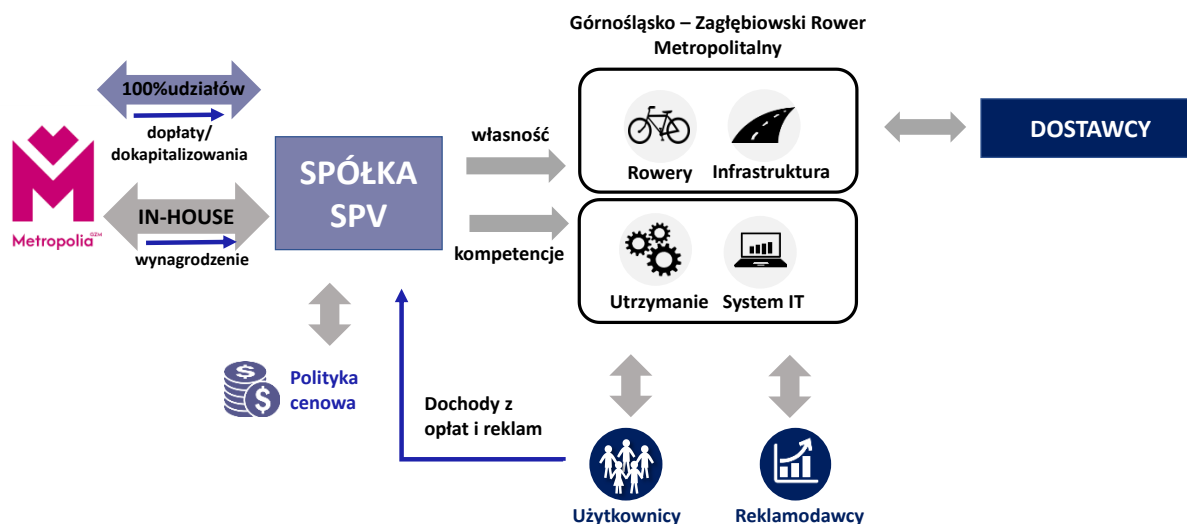 Górnośląsko – Zagłębiowski Rower
Metropolitalny
100%udziałów
dopłaty/
dokapitalizowania
Metropolia GZM
IN-HOUSE
wynagrodzenie
SPÓŁKA
SPV
własność
kompetencje
Rowery
Infrastruktura
Utrzymanie
System IT
DOSTAWCY
Polityka
cenowa
Dochody z
opłat i reklam
Użytkownicy
Reklamodawcy